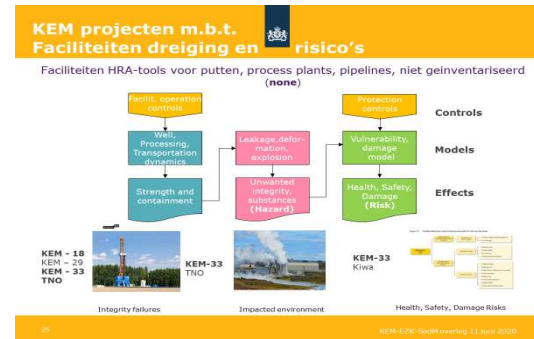 KEM projecten m.b.t.
Faciliteiten dreiging en risico's
Faciliteiten HRA-tools voor putten, process plants, pipelines, niet geinventariseerd
(none)
Facilit. operation
controls
Protection
controls
Controls
Well,
Processing,
Transportation
dynamics
Leakage,defor-
mation,
explosion
Vulnerability,
damage
model
Models
Strength and
containment
Unwanted
integrity,
substances
(Hazard)
Health, Safety,
Damage
(Risk)
Effects
KEM - 18
KEM - 29
KEM - 33
TNO
KEM-33
TNO
KEM-33
Kiwa
Integrity failures
Impacted environment
Health, Safety, Damage Risks
25
KEM-EZK-SodM overleg 11 juni 2020